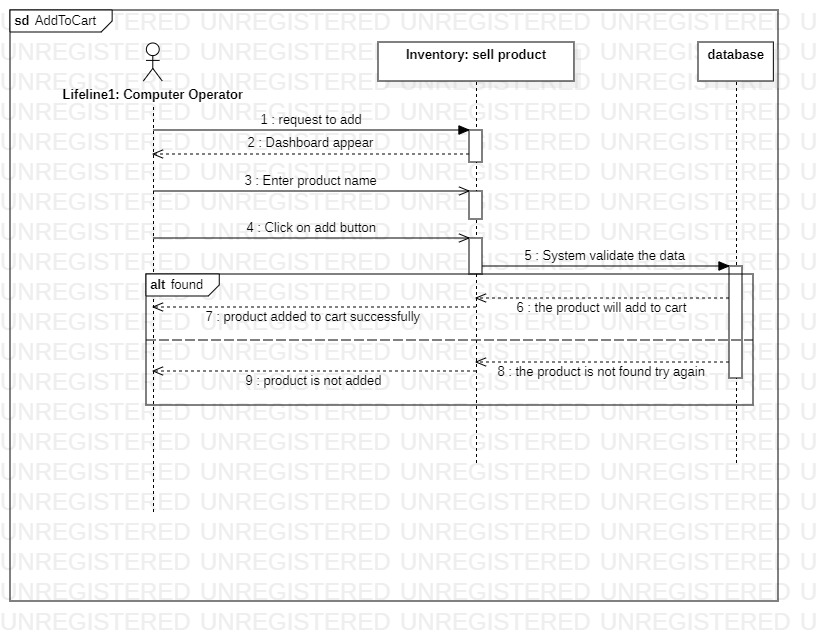 sd AddToCart
Inventory: sell product
database
Lifeline1: Computer Operator
1 : request to add
2 : Dashboard appear
3 : Enter product name
4 : Click on add button
5 : System validate the data
alt found
6 : the product will add to cart
7 : product added to cart successfully
8 : the product is not found try again
9 : product is not added
UNREGISTERED UNREGISTERED UNREGISTERED UNREGISTERED